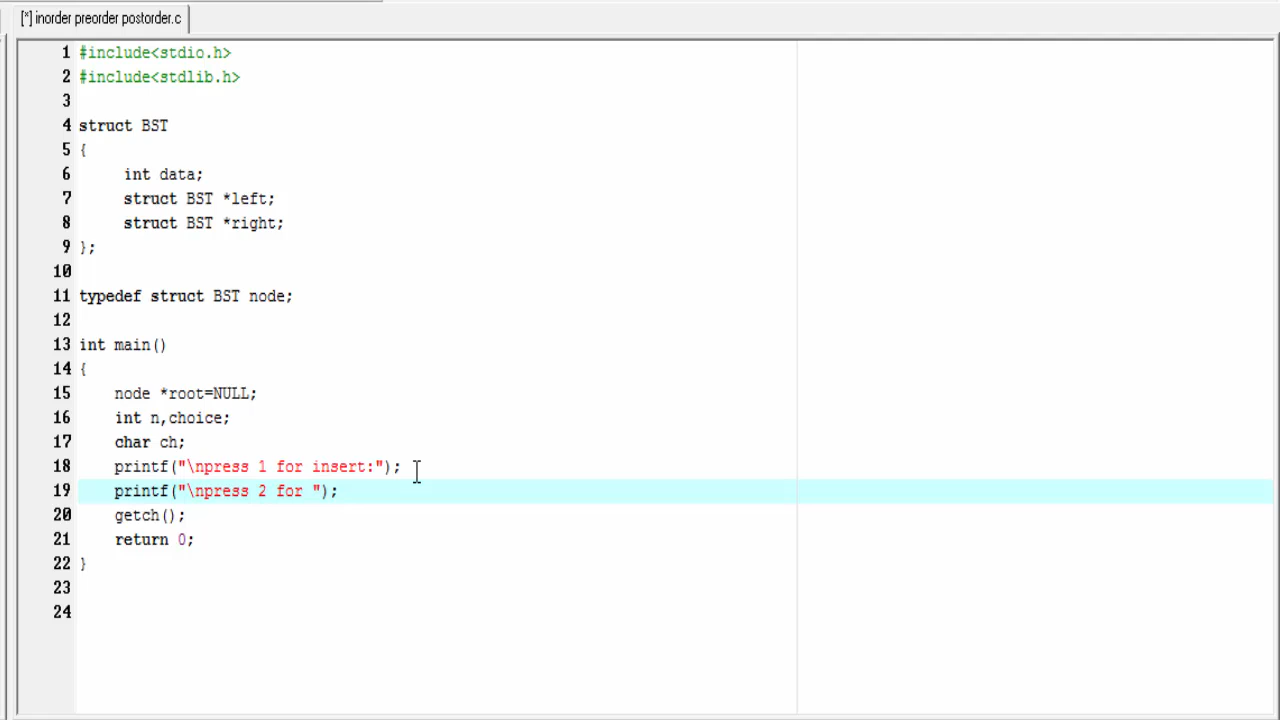 [*] inorder preorder postorder.c
1 #include<stdio.h>
2 #include<stdlib.h>
3
4 struct BST
5 {
6 int data;
7 struct BST *left;
8 struct BST *right;
9 };
10
11 typedef struct BST node;
12
13 int main()
14 {
15 node *root=NULL;
16 int n,choice;
17 char ch;
18 printf("\npress 1 for insert:");
19 printf("\npress 2 for ");
20 getch();
21 return 0;
22 }
23
24